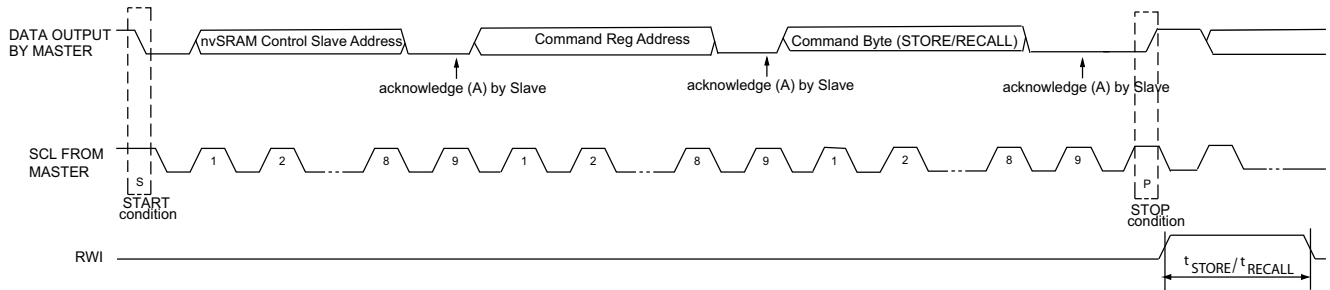 DATA OUTPUT
BY MASTER
nvSRAM Control Slave Address
Command Reg Address
Command Byte (STORE/RECALL)
acknowledge (A) by Slave
acknowledge (A) by Slave
acknowledge (A) by Slave
SCL FROM
MASTER
1 2 8 9 1 2 8 9 1 2 8 9
S
P
START
condition
STOP
condition
RWI
tSTORE/tRECALL